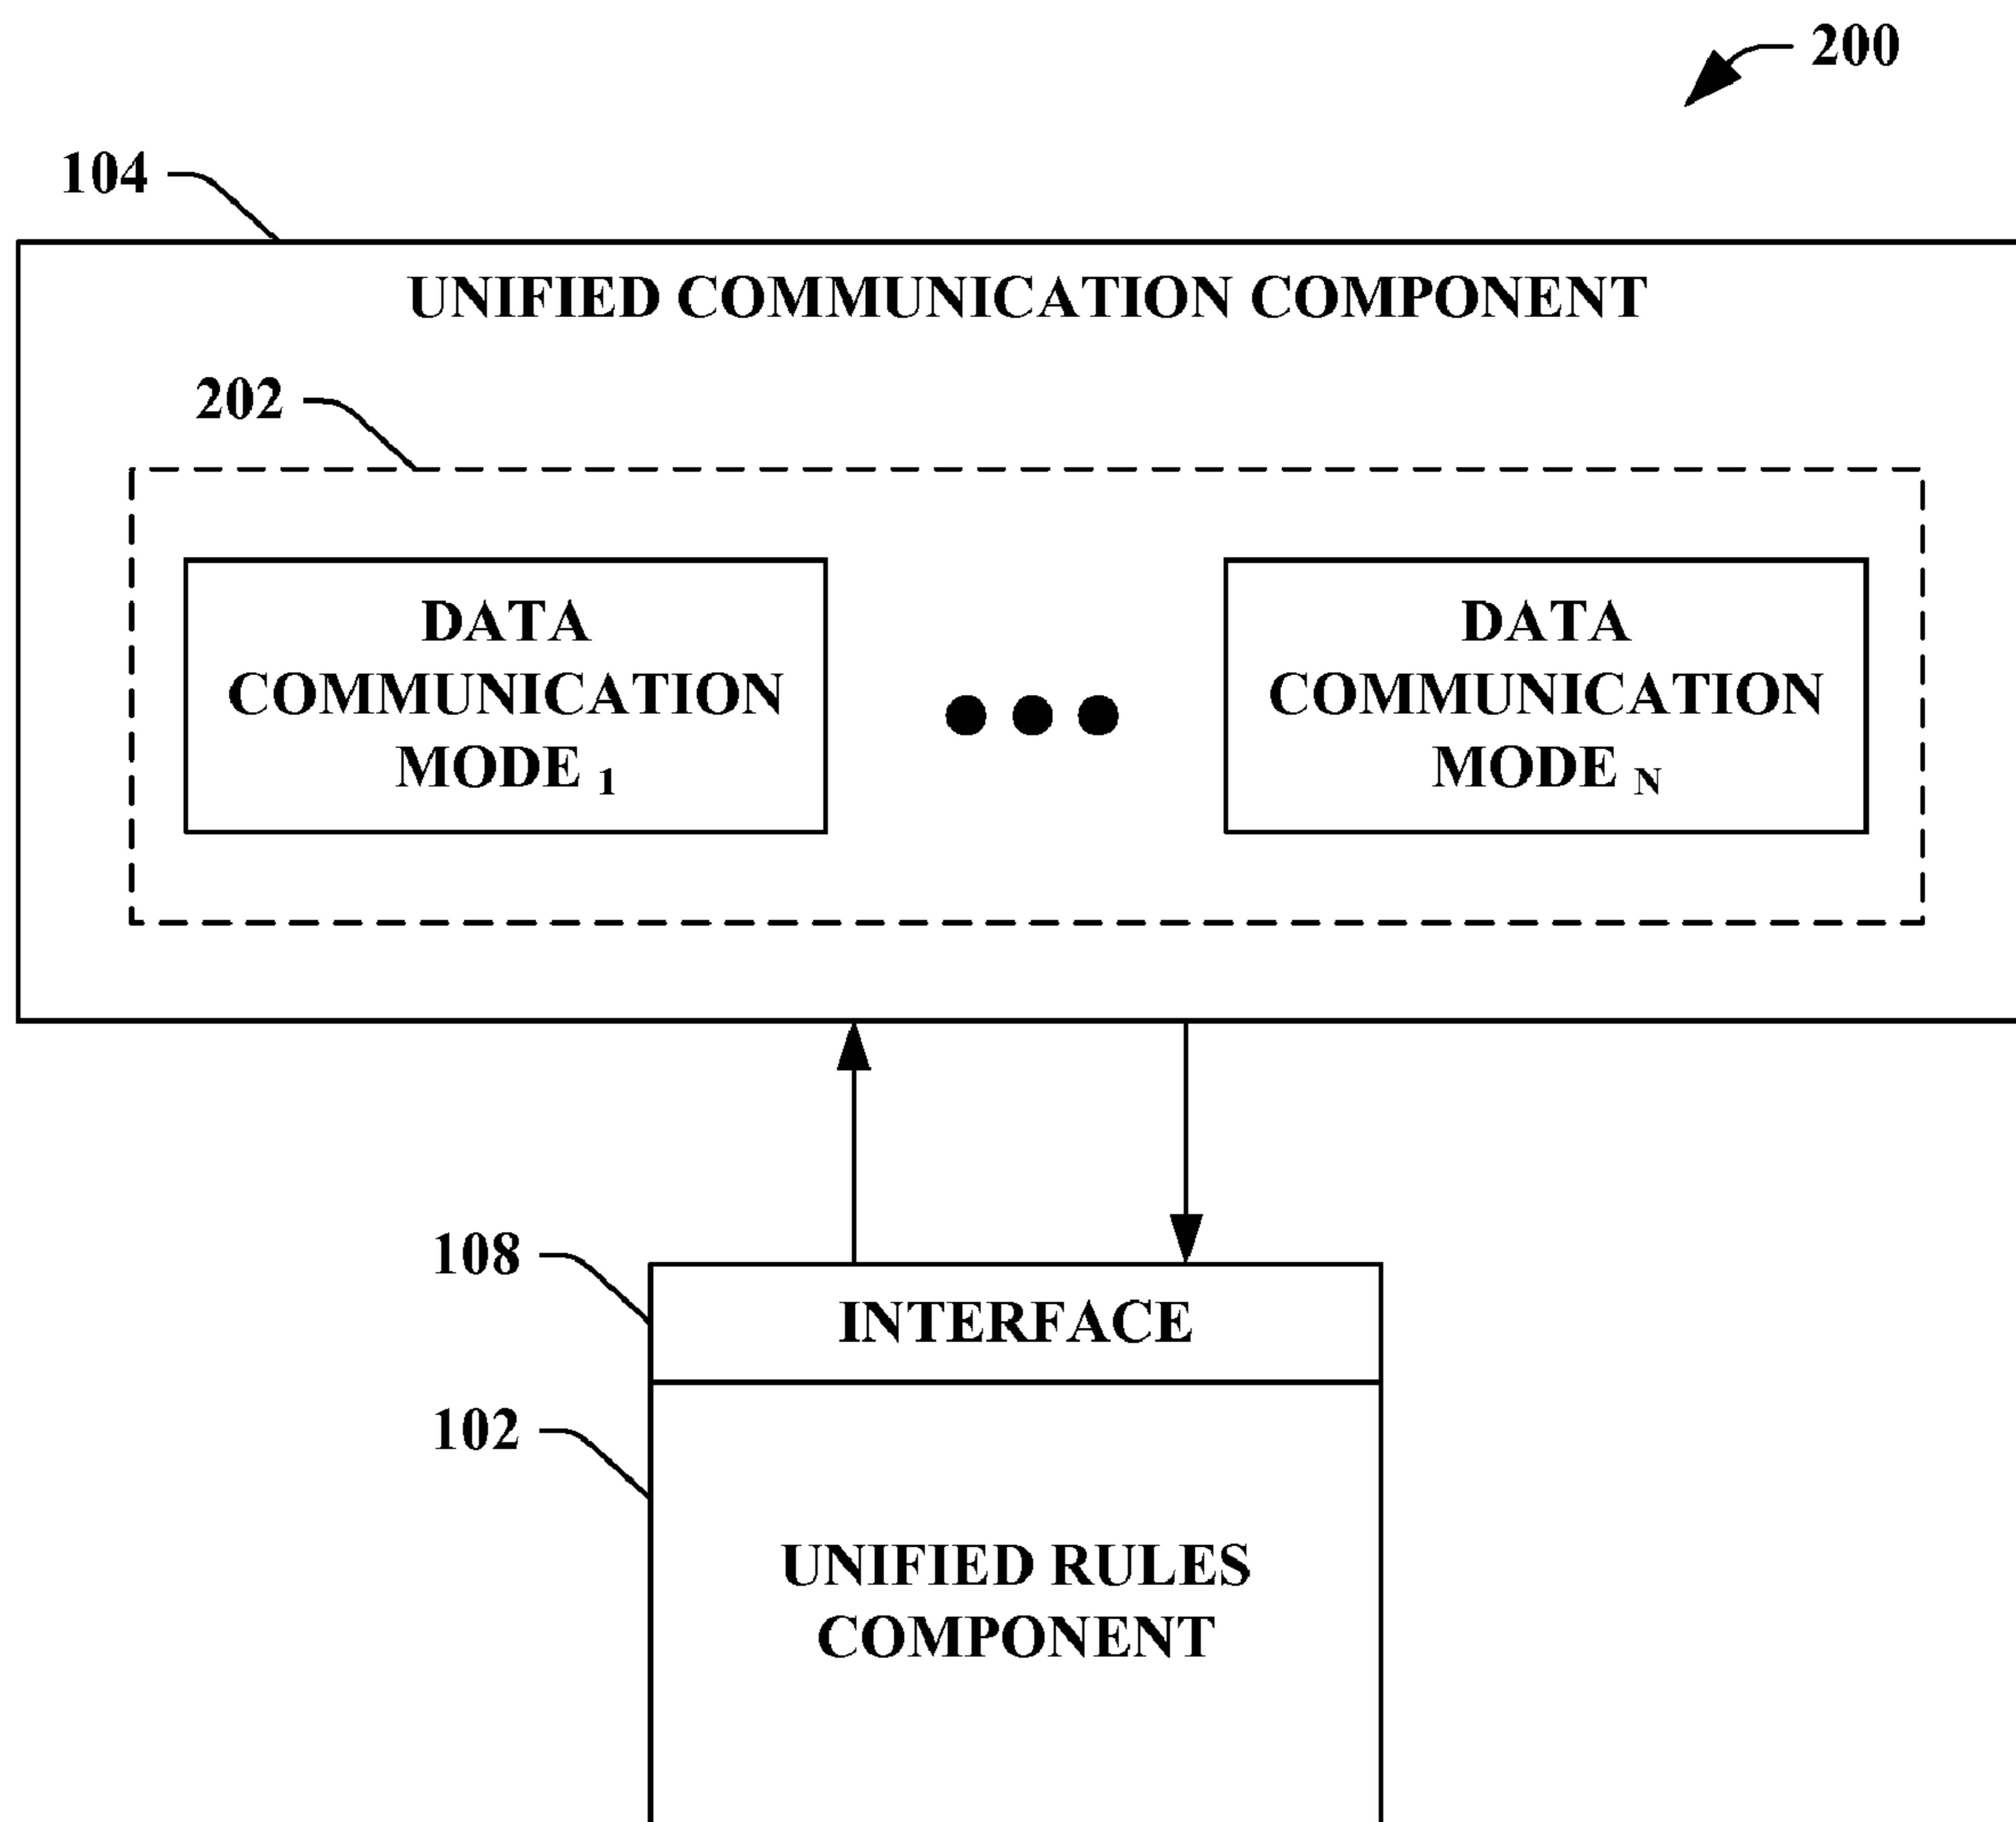 200
104
UNIFIED COMMUNICATION COMPONENT
202
DATA
COMMUNICATION
MODE 1
DATA
COMMUNICATION
MODE N
108
INTERFACE
102
UNIFIED RULES
COMPONENT